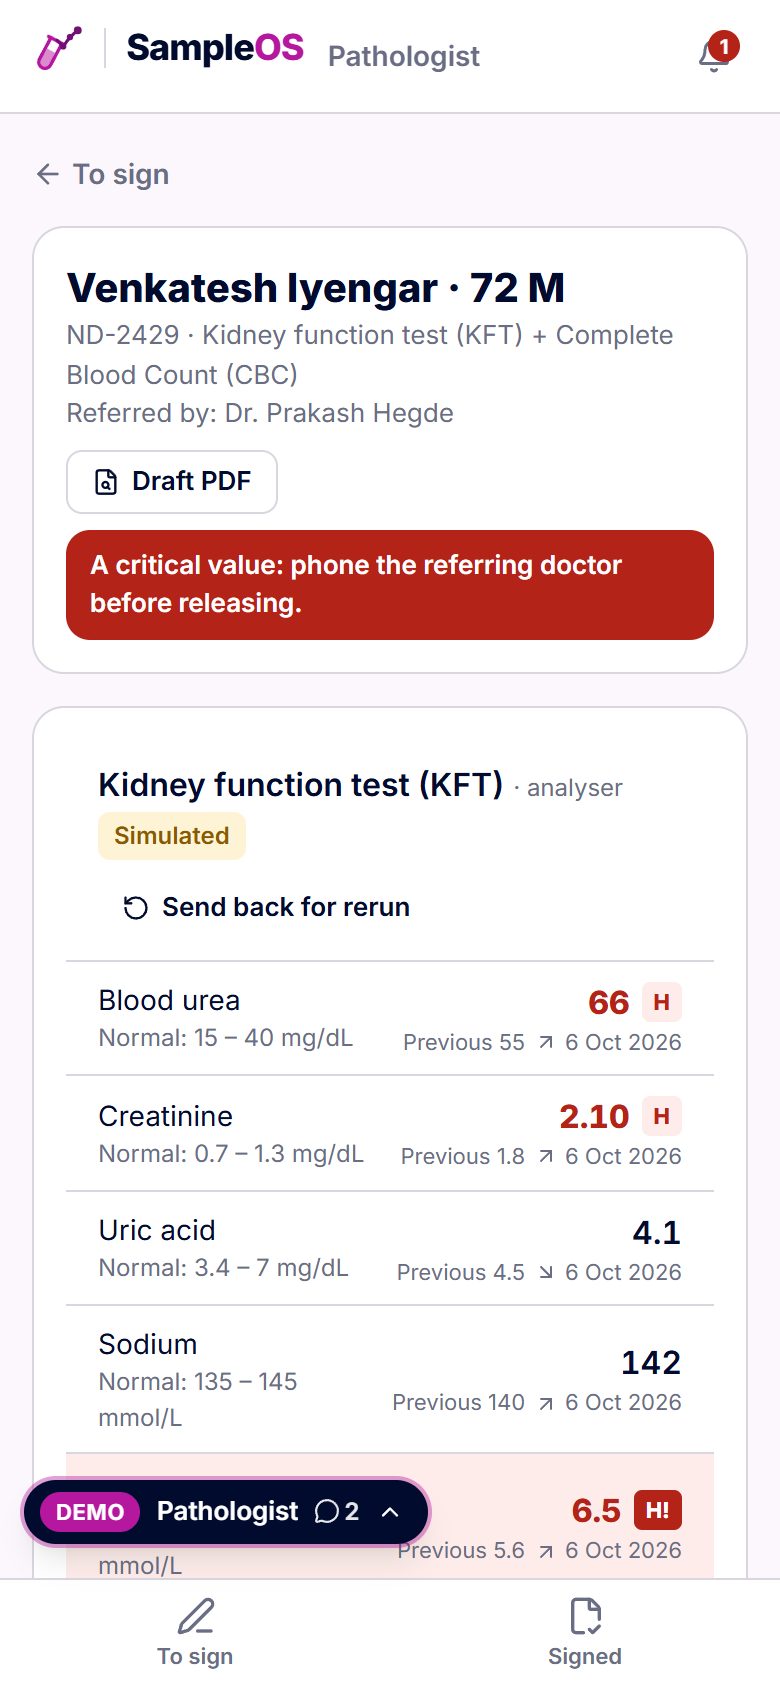 SampleOS Pathologist 1
To sign
Venkatesh Iyengar · 72 M
ND-2429 · Kidney function test (KFT) + Complete
Blood Count (CBC)
Referred by: Dr. Prakash Hegde
Draft PDF
A critical value: phone the referring doctor
before releasing.
Kidney function test (KFT) · analyser
Simulated
Send back for rerun
Blood urea 66 H
Normal: 15 – 40 mg/dL Previous 55 ↗ 6 Oct 2026
Creatinine 2.10 H
Normal: 0.7 – 1.3 mg/dL Previous 1.8 ↗ 6 Oct 2026
Uric acid 4.1
Normal: 3.4 – 7 mg/dL Previous 4.5 ↘ 6 Oct 2026
Sodium 142
Normal: 135 – 145
mmol/L Previous 140 ↗ 6 Oct 2026
DEMO Pathologist 2 6.5 H!
mmol/L Previous 5.6 ↗ 6 Oct 2026
To sign Signed